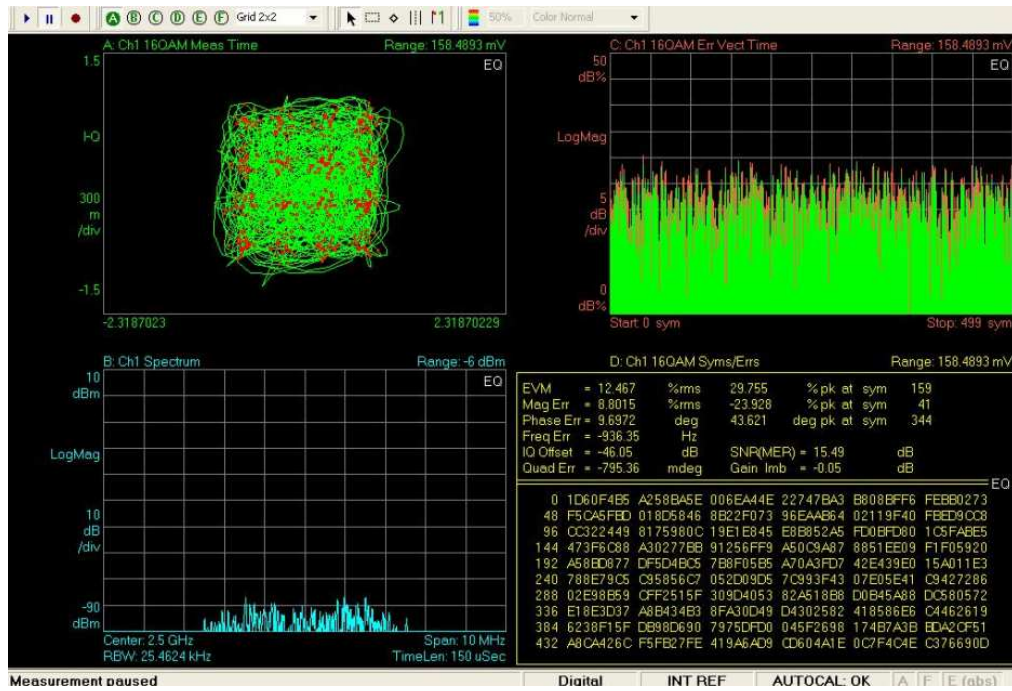 A B C D E F Grid 2x2 50% Color Normal
A: Ch1 16QAM Meas Time Range: 158.4893 mV
1.5
EQ
I-Q
300
m
/div
-1.5
-2.3187023 2.31870229
C: Ch1 16QAM Err Vect Time Range: 158.4893 mV
50
dB%
EQ
LogMag
5
dB
/div
0
dB%
Start: 0 sym Stop: 499 sym
B: Ch1 Spectrum Range: -6 dBm
10
dBm
EQ
LogMag
10
dB
/div
-90
dBm
Center: 2.5 GHz Span: 10 MHz
RBW: 25.4624 kHz TimeLen: 150 uSec
D: Ch1 16QAM Syms/Errs Range: 158.4893 mV
EVM = 12.467 %rms 29.755 % pk at sym 159
Mag Err = 8.8015 %rms -23.928 % pk at sym 41
Phase Err = 9.6972 deg 43.621 deg pk at sym 344
Freq Err = -936.35 Hz
IQ Offset = -46.05 dB SNR(MER) = 15.49 dB
Quad Err = -795.36 mdeg Gain Imb = -0.05 dB
EQ
0 1D60F4B5 A258BA5E 006EA44E 22747BA3 B808BFF6 FEBB0273
48 F5CA5FBD 018D5846 8B22F073 96EAAB64 02119F40 FBED9CC8
96 CC322449 8175980C 19E1E845 E8B852A5 FD0BFD80 1C5FABE5
144 473F6C88 A30277BB 91256FF9 A50C9A87 8851EE09 F1F05920
192 A58BD877 DF5D4BC5 7B8F05B5 A70A3FD7 42E439E0 15A011E3
240 788E79C5 C95856C7 052D09D5 7C993F43 07E05E41 C9427286
288 02E98B59 CFF2515F 309D4053 82A518B8 D0B45A88 DC580572
336 E18E3D37 A8B434B3 8FA30D49 D4302582 418586E6 C4462619
384 6238F15F DB98D690 7975DFD0 045F2698 174B7A3B BDA2CF51
432 A8CA426C F5FB27FE 419A6AD9 CD604A1E 0C7F4C4E C376690D
Measurement paused Digital INT REF AUTOCAL: OK A F E (abs)